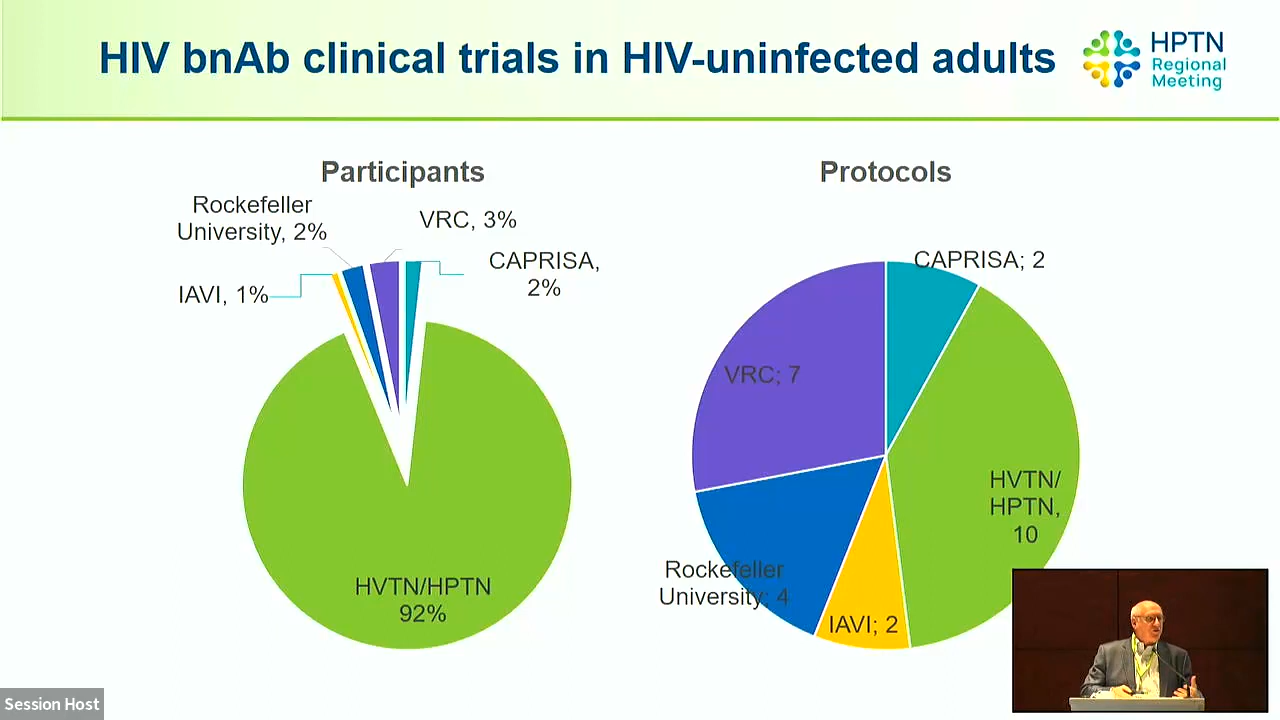 HIV bnAb clinical trials in HIV-uninfected adults
HPTN
Regional
Meeting
Participants
Rockefeller
University, 2%
VRC, 3%
CAPRISA,
2%
IAVI, 1%
HVTN/HPTN
92%
Protocols
CAPRISA; 2
VRC; 7
HVTN/
HPTN,
10
Rockefeller
University; 4
IAVI; 2
Session Host